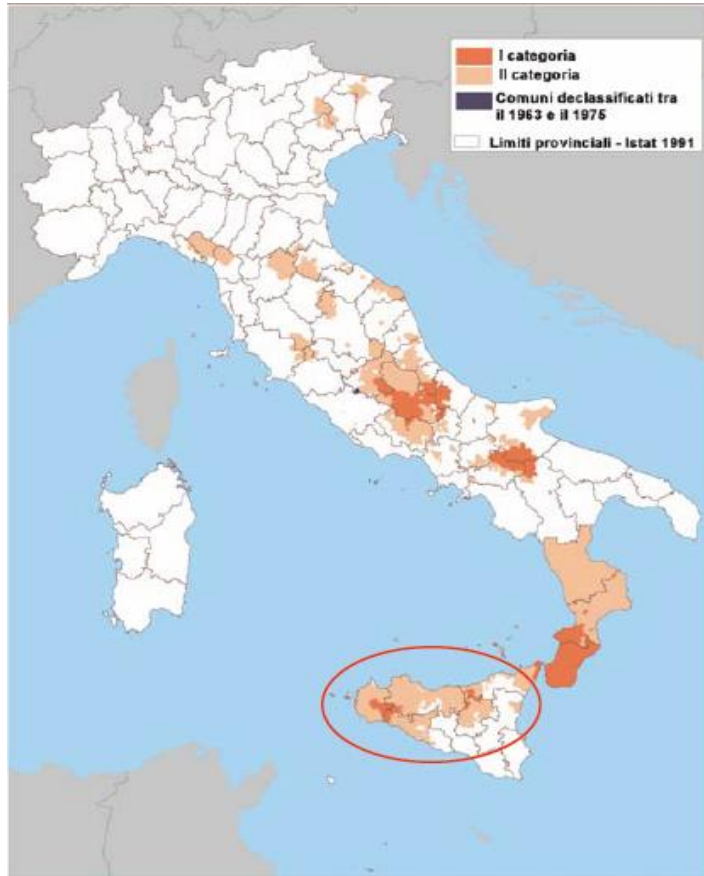 I categoria
II categoria
Comuni declassificati tra
il 1963 e il 1975
Limiti provinciali - Istat 1991